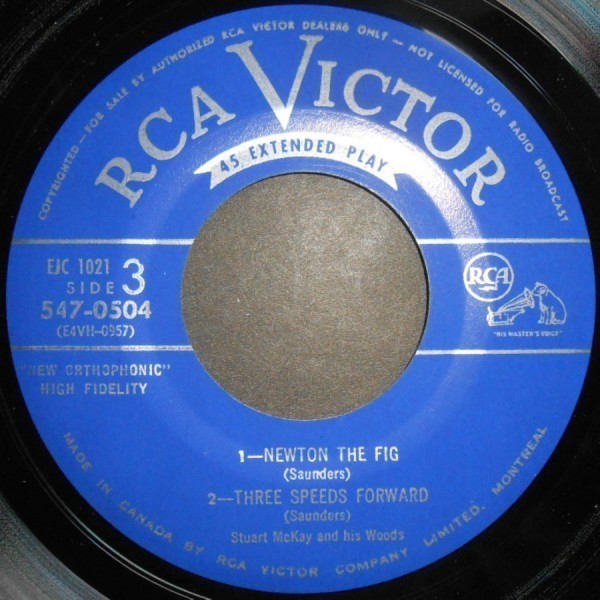 COPYRIGHTED—FOR SALE BY AUTHORIZED RCA VICTOR DEALERS ONLY — NOT LICENSED FOR RADIO BROADCAST
RCA VICTOR
45 EXTENDED PLAY
EJC 1021
SIDE 3
547-0504
(E4VH-0957)
RCA
"HIS MASTER'S VOICE"
"NEW ORTHOPHONIC"
HIGH FIDELITY
1—NEWTON THE FIG
(Saunders)
2—THREE SPEEDS FORWARD
(Saunders)
Stuart McKay and his Woods
MADE IN CANADA BY RCA VICTOR COMPANY LIMITED, MONTREAL